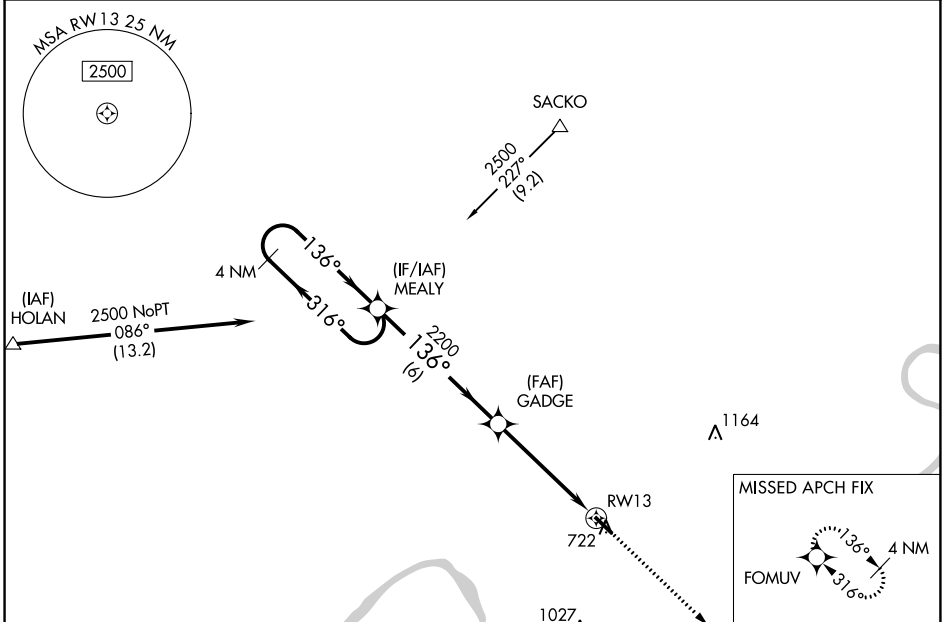 MSA RW13 25 NM
2500
SACKO
2500
227°
(9.2)
4 NM
136°
316°
(IF/IAF)
MEALY
(IAF)
HOLAN
2500 NoPT
086°
(13.2)
2200
136°
(6)
(FAF)
GADGE
1164
RW13
722
MISSED APCH FIX
136°
4 NM
FOMUV
316°
1027